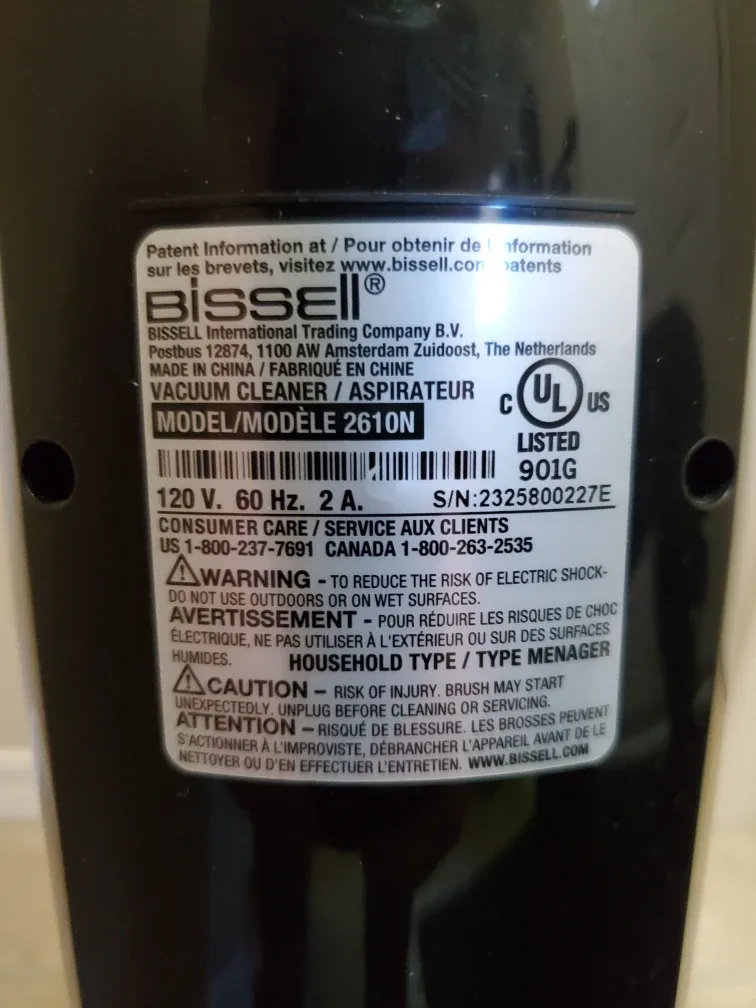 Patent Information at / Pour obtenir de l'information
sur les brevets, visitez www.bissell.com patents
BISSELL®
BISSELL International Trading Company B.V.
Postbus 12874, 1100 AW Amsterdam Zuidoost, The Netherlands
MADE IN CHINA / FABRIQUÉ EN CHINE
VACUUM CLEANER / ASPIRATEUR
MODEL/MODÈLE 2610N
C UL US
LISTED
901G
120 V. 60 Hz. 2 A. S/N:2325800227E
CONSUMER CARE / SERVICE AUX CLIENTS
US 1-800-237-7691 CANADA 1-800-263-2535
WARNING - TO REDUCE THE RISK OF ELECTRIC SHOCK-
DO NOT USE OUTDOORS OR ON WET SURFACES.
AVERTISSEMENT - POUR RÉDUIRE LES RISQUES DE CHOC
ÉLECTRIQUE, NE PAS UTILISER À L'EXTÉRIEUR OU SUR DES SURFACES
HUMIDES. HOUSEHOLD TYPE / TYPE MENAGER
CAUTION – RISK OF INJURY. BRUSH MAY START
UNEXPECTEDLY. UNPLUG BEFORE CLEANING OR SERVICING.
ATTENTION – RISQUÉ DE BLESSURE. LES BROSSES PEUVENT
S'ACTIONNER À L'IMPROVISTE, DÉBRANCHER L'APPAREIL AVANT DE LE
NETTOYER OU D'EN EFFECTUER L'ENTRETIEN. WWW.BISSELL.COM